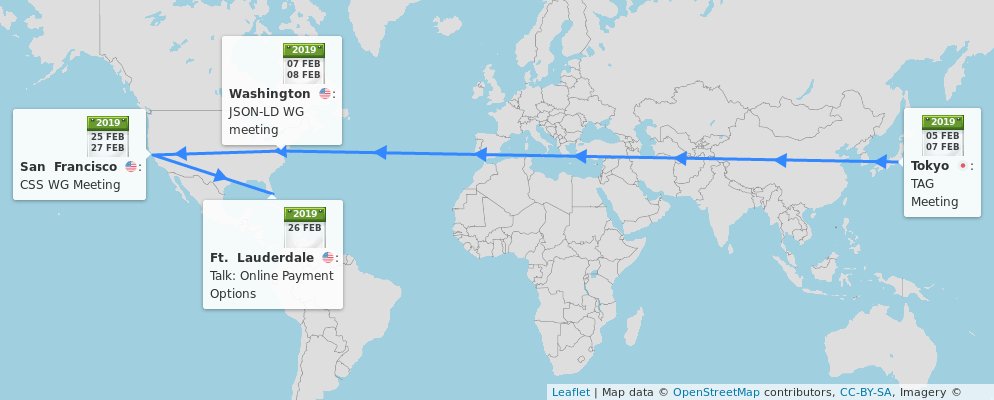 2019
07 FEB
08 FEB
Washington :
JSON-LD WG
meeting
2019
25 FEB
27 FEB
San Francisco :
CSS WG Meeting
2019
05 FEB
07 FEB
Tokyo :
TAG
Meeting
2019
26 FEB
Ft. Lauderdale :
Talk: Online Payment
Options
Leaflet | Map data © OpenStreetMap contributors, CC-BY-SA, Imagery ©